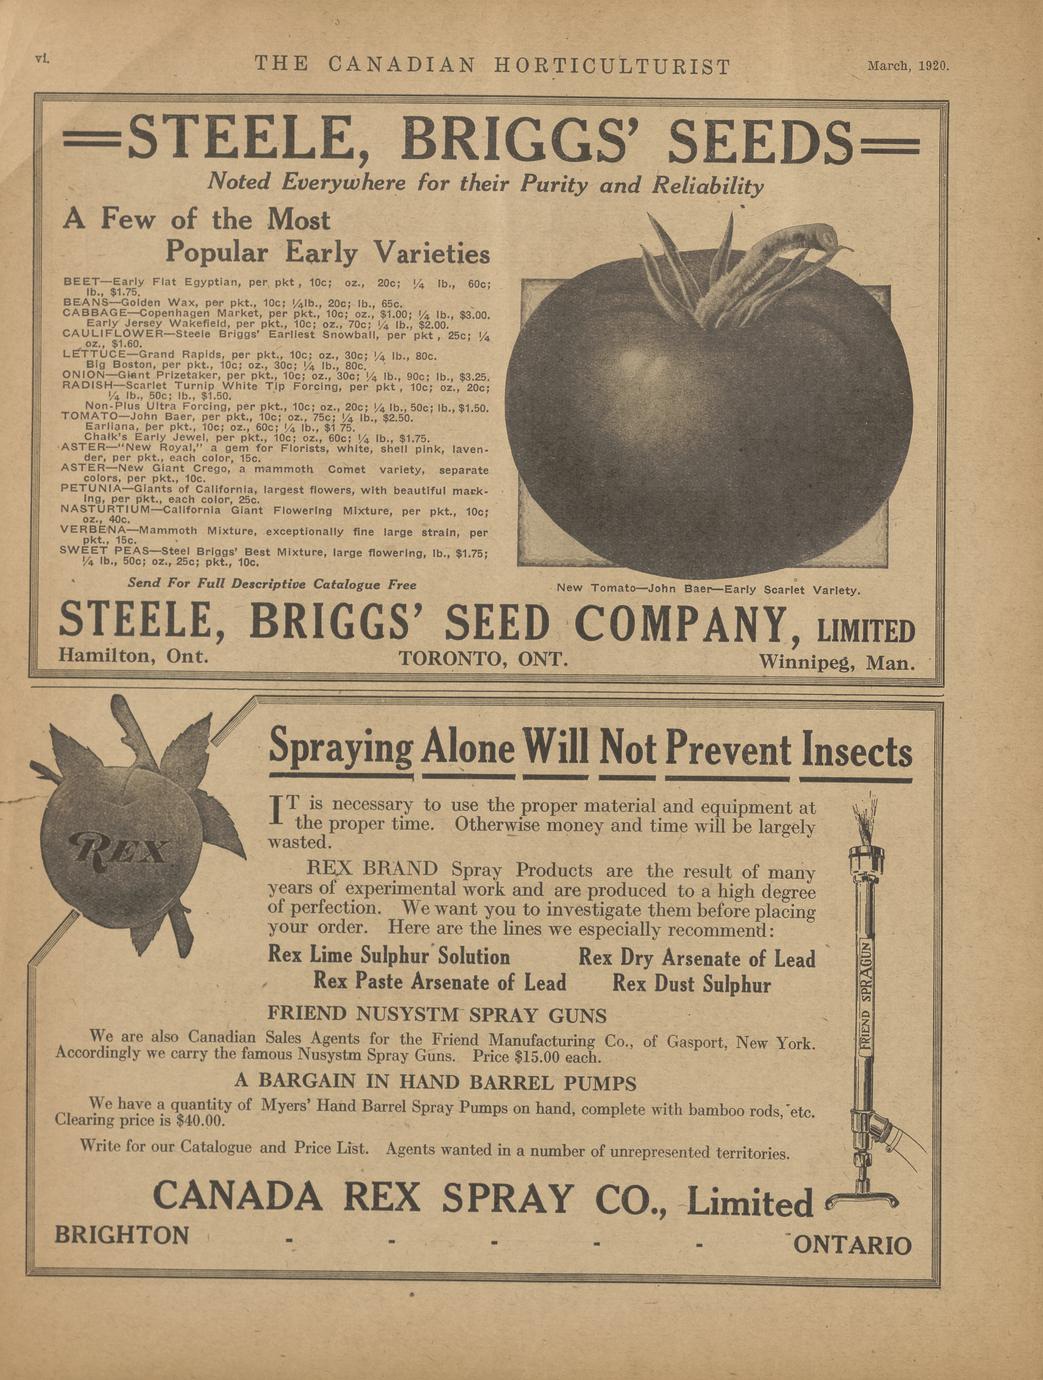 vi.
THE CANADIAN HORTICULTURIST
March, 1920.
STEELE, BRIGGS' SEEDS
Noted Everywhere for their Purity and Reliability
A Few of the Most
Popular Early Varieties
BEET—Early Flat Egyptian, per pkt, 10c; oz., 20c; ¼ lb., 60c;
lb., $1.75.
BEANS—Golden Wax, per pkt., 10c; ¼lb., 20c; lb., 65c.
CABBAGE—Copenhagen Market, per pkt., 10c; oz., $1.00; ¼ lb., $3.00.
Early Jersey Wakefield, per pkt., 10c; oz., 70c; ¼ lb., $2.00.
CAULIFLOWER—Steele Briggs' Earliest Snowball, per pkt, 25c; ¼
oz., $1.60.
LETTUCE—Grand Rapids, per pkt., 10c; oz., 30c; ¼ lb., 80c.
Big Boston, per pkt., 10c; oz., 30c; ¼ lb., 80c.
ONION—Giant Prizetaker, per pkt., 10c; oz., 30c; ¼ lb., 90c; lb., $3.25.
RADISH—Scarlet Turnip White Tip Forcing, per pkt, 10c; oz., 20c;
¼ lb., 50c; lb., $1.50.
Non-Plus Ultra Forcing, per pkt., 10c; oz., 20c; ¼ lb., 50c; lb., $1.50.
TOMATO—John Baer, per pkt., 10c; oz., 75c; ¼ lb., $2.50.
Earliana, per pkt., 10c; oz., 60c; ¼ lb., $1 75.
Chalk's Early Jewel, per pkt., 10c; oz., 60c; ¼ lb., $1.75.
ASTER—"New Royal," a gem for Florists, white, shell pink, laven-
der, per pkt., each color, 15c.
ASTER—New Giant Crego, a mammoth Comet variety, separate
colors, per pkt., 10c.
PETUNIA—Giants of California, largest flowers, with beautiful mark-
ing, per pkt., each color, 25c.
NASTURTIUM—California Giant Flowering Mixture, per pkt., 10c;
oz., 40c.
VERBENA—Mammoth Mixture, exceptionally fine large strain, per
pkt., 15c.
SWEET PEAS—Steel Briggs' Best Mixture, large flowering, lb., $1.75;
¼ lb., 50c; oz., 25c; pkt., 10c.
Send For Full Descriptive Catalogue Free
New Tomato—John Baer—Early Scarlet Variety.
STEELE, BRIGGS' SEED COMPANY, LIMITED
Hamilton, Ont. TORONTO, ONT. Winnipeg, Man.
REX
Spraying Alone Will Not Prevent Insects
IT is necessary to use the proper material and equipment at
the proper time. Otherwise money and time will be largely
wasted.
REX BRAND Spray Products are the result of many
years of experimental work and are produced to a high degree
of perfection. We want you to investigate them before placing
your order. Here are the lines we especially recommend:
Rex Lime Sulphur Solution Rex Dry Arsenate of Lead
Rex Paste Arsenate of Lead Rex Dust Sulphur
FRIEND NUSYSTM SPRAY GUNS
We are also Canadian Sales Agents for the Friend Manufacturing Co., of Gasport, New York.
Accordingly we carry the famous Nusystm Spray Guns. Price $15.00 each.
A BARGAIN IN HAND BARREL PUMPS
We have a quantity of Myers' Hand Barrel Spray Pumps on hand, complete with bamboo rods, etc.
Clearing price is $40.00.
Write for our Catalogue and Price List. Agents wanted in a number of unrepresented territories.
FRIEND SPRAGUN
CANADA REX SPRAY CO., Limited
BRIGHTON - - - - - ONTARIO